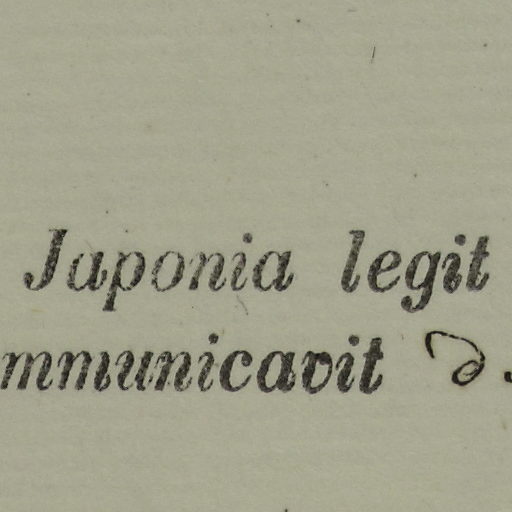 Japonia legit
mmunicavit D.